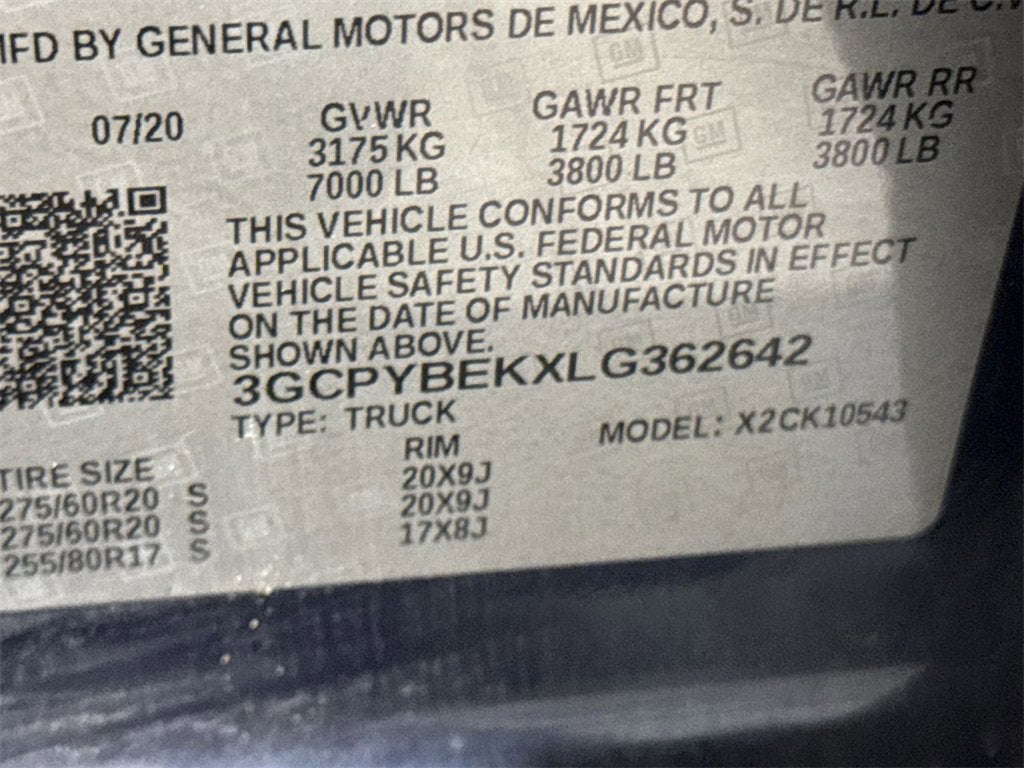 MFD BY GENERAL MOTORS DE MEXICO, S. DE R.L. DE C.V
07/20 GVWR GAWR FRT GAWR RR
3175 KG 1724 KG 1724 KG
7000 LB 3800 LB 3800 LB
THIS VEHICLE CONFORMS TO ALL
APPLICABLE U.S. FEDERAL MOTOR
VEHICLE SAFETY STANDARDS IN EFFECT
ON THE DATE OF MANUFACTURE
SHOWN ABOVE.
3GCPYBEKXLG362642
TYPE: TRUCK MODEL: X2CK10543
TIRE SIZE RIM
275/60R20 S 20X9J
275/60R20 S 20X9J
255/80R17 S 17X8J